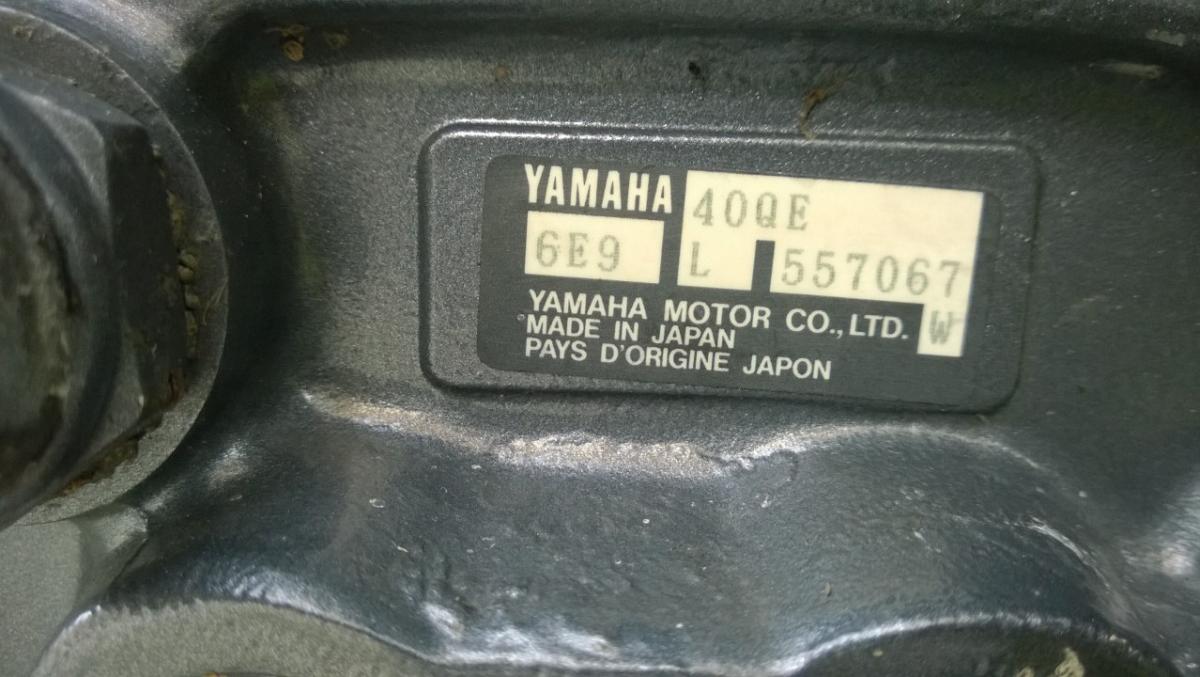 YAMAHA 40QE
6E9 L 557067
W
YAMAHA MOTOR CO., LTD.
MADE IN JAPAN
PAYS D'ORIGINE JAPON